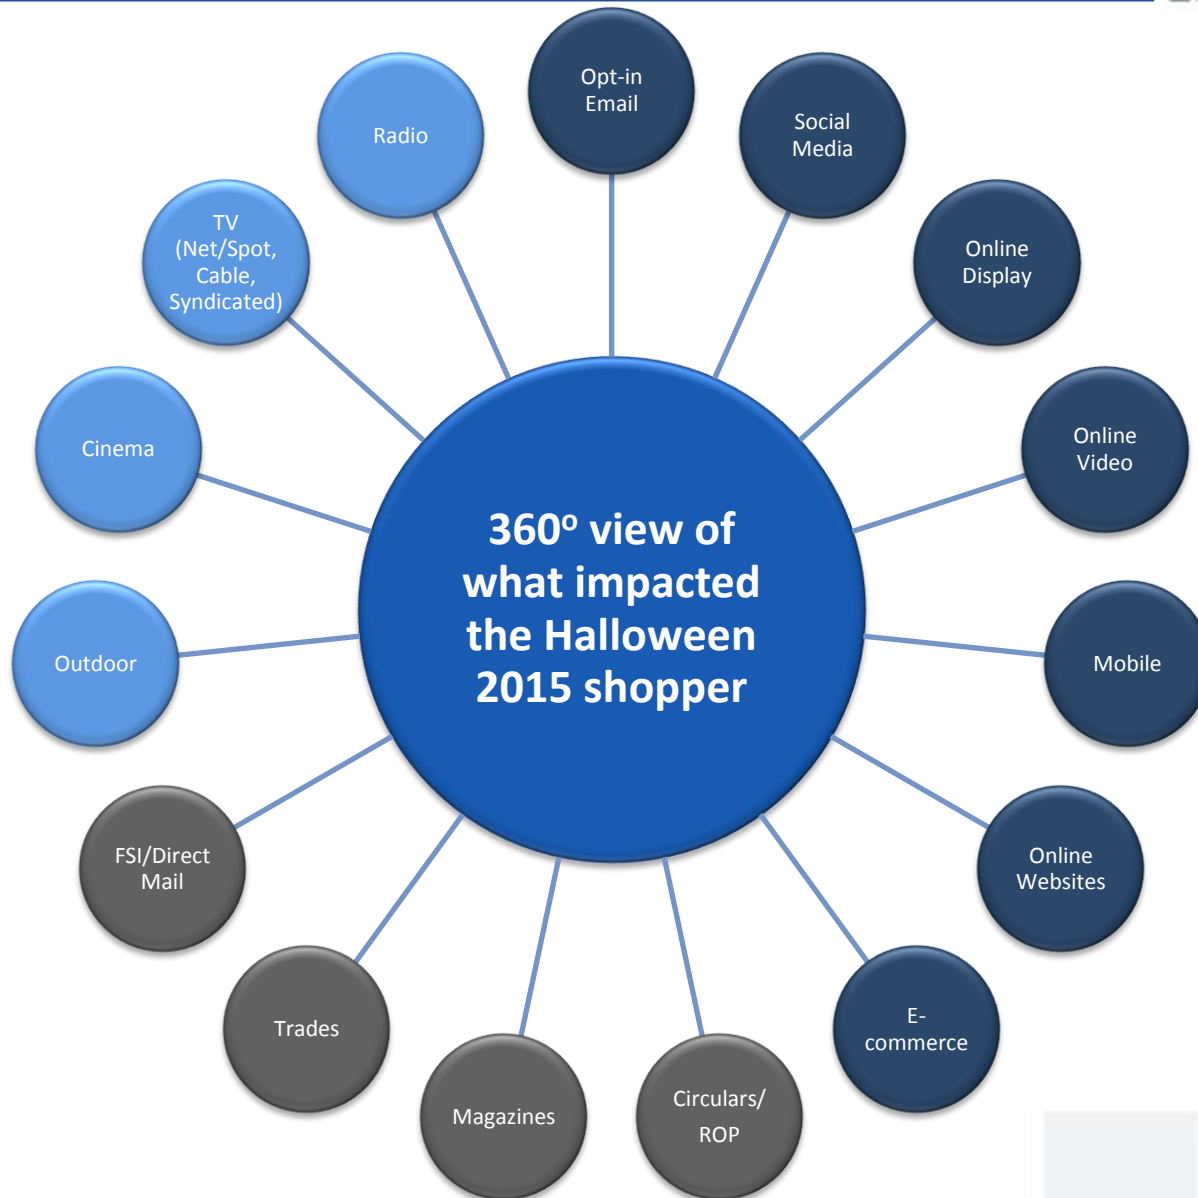 Opt-in
Email
Social
Media
Online
Display
Online
Video
Mobile
Online
Websites
E-
commerce
Circulars/
ROP
Magazines
Trades
FSI/Direct
Mail
Outdoor
Cinema
TV
(Net/Spot,
Cable,
Syndicated)
Radio
360º view of
what impacted
the Halloween
2015 shopper